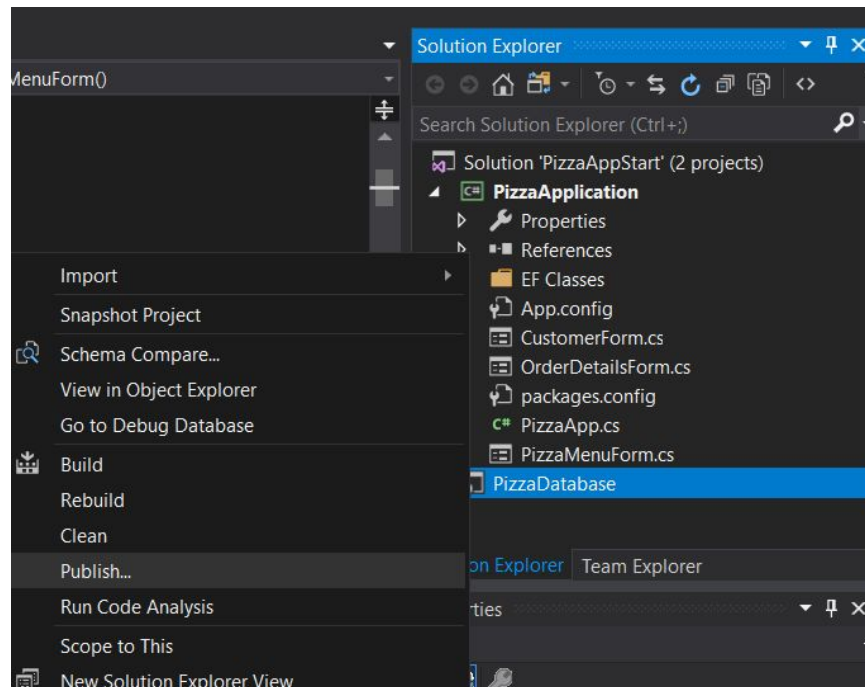 Solution Explorer
MenuForm()
Search Solution Explorer (Ctrl+;)
Solution 'PizzaAppStart' (2 projects)
C# PizzaApplication
Properties
References
EF Classes
App.config
CustomerForm.cs
OrderDetailsForm.cs
packages.config
C# PizzaApp.cs
PizzaMenuForm.cs
PizzaDatabase
Import
Snapshot Project
Schema Compare...
View in Object Explorer
Go to Debug Database
Build
Rebuild
Clean
Publish...
Run Code Analysis
Scope to This
New Solution Explorer View
on Explorer Team Explorer
rties